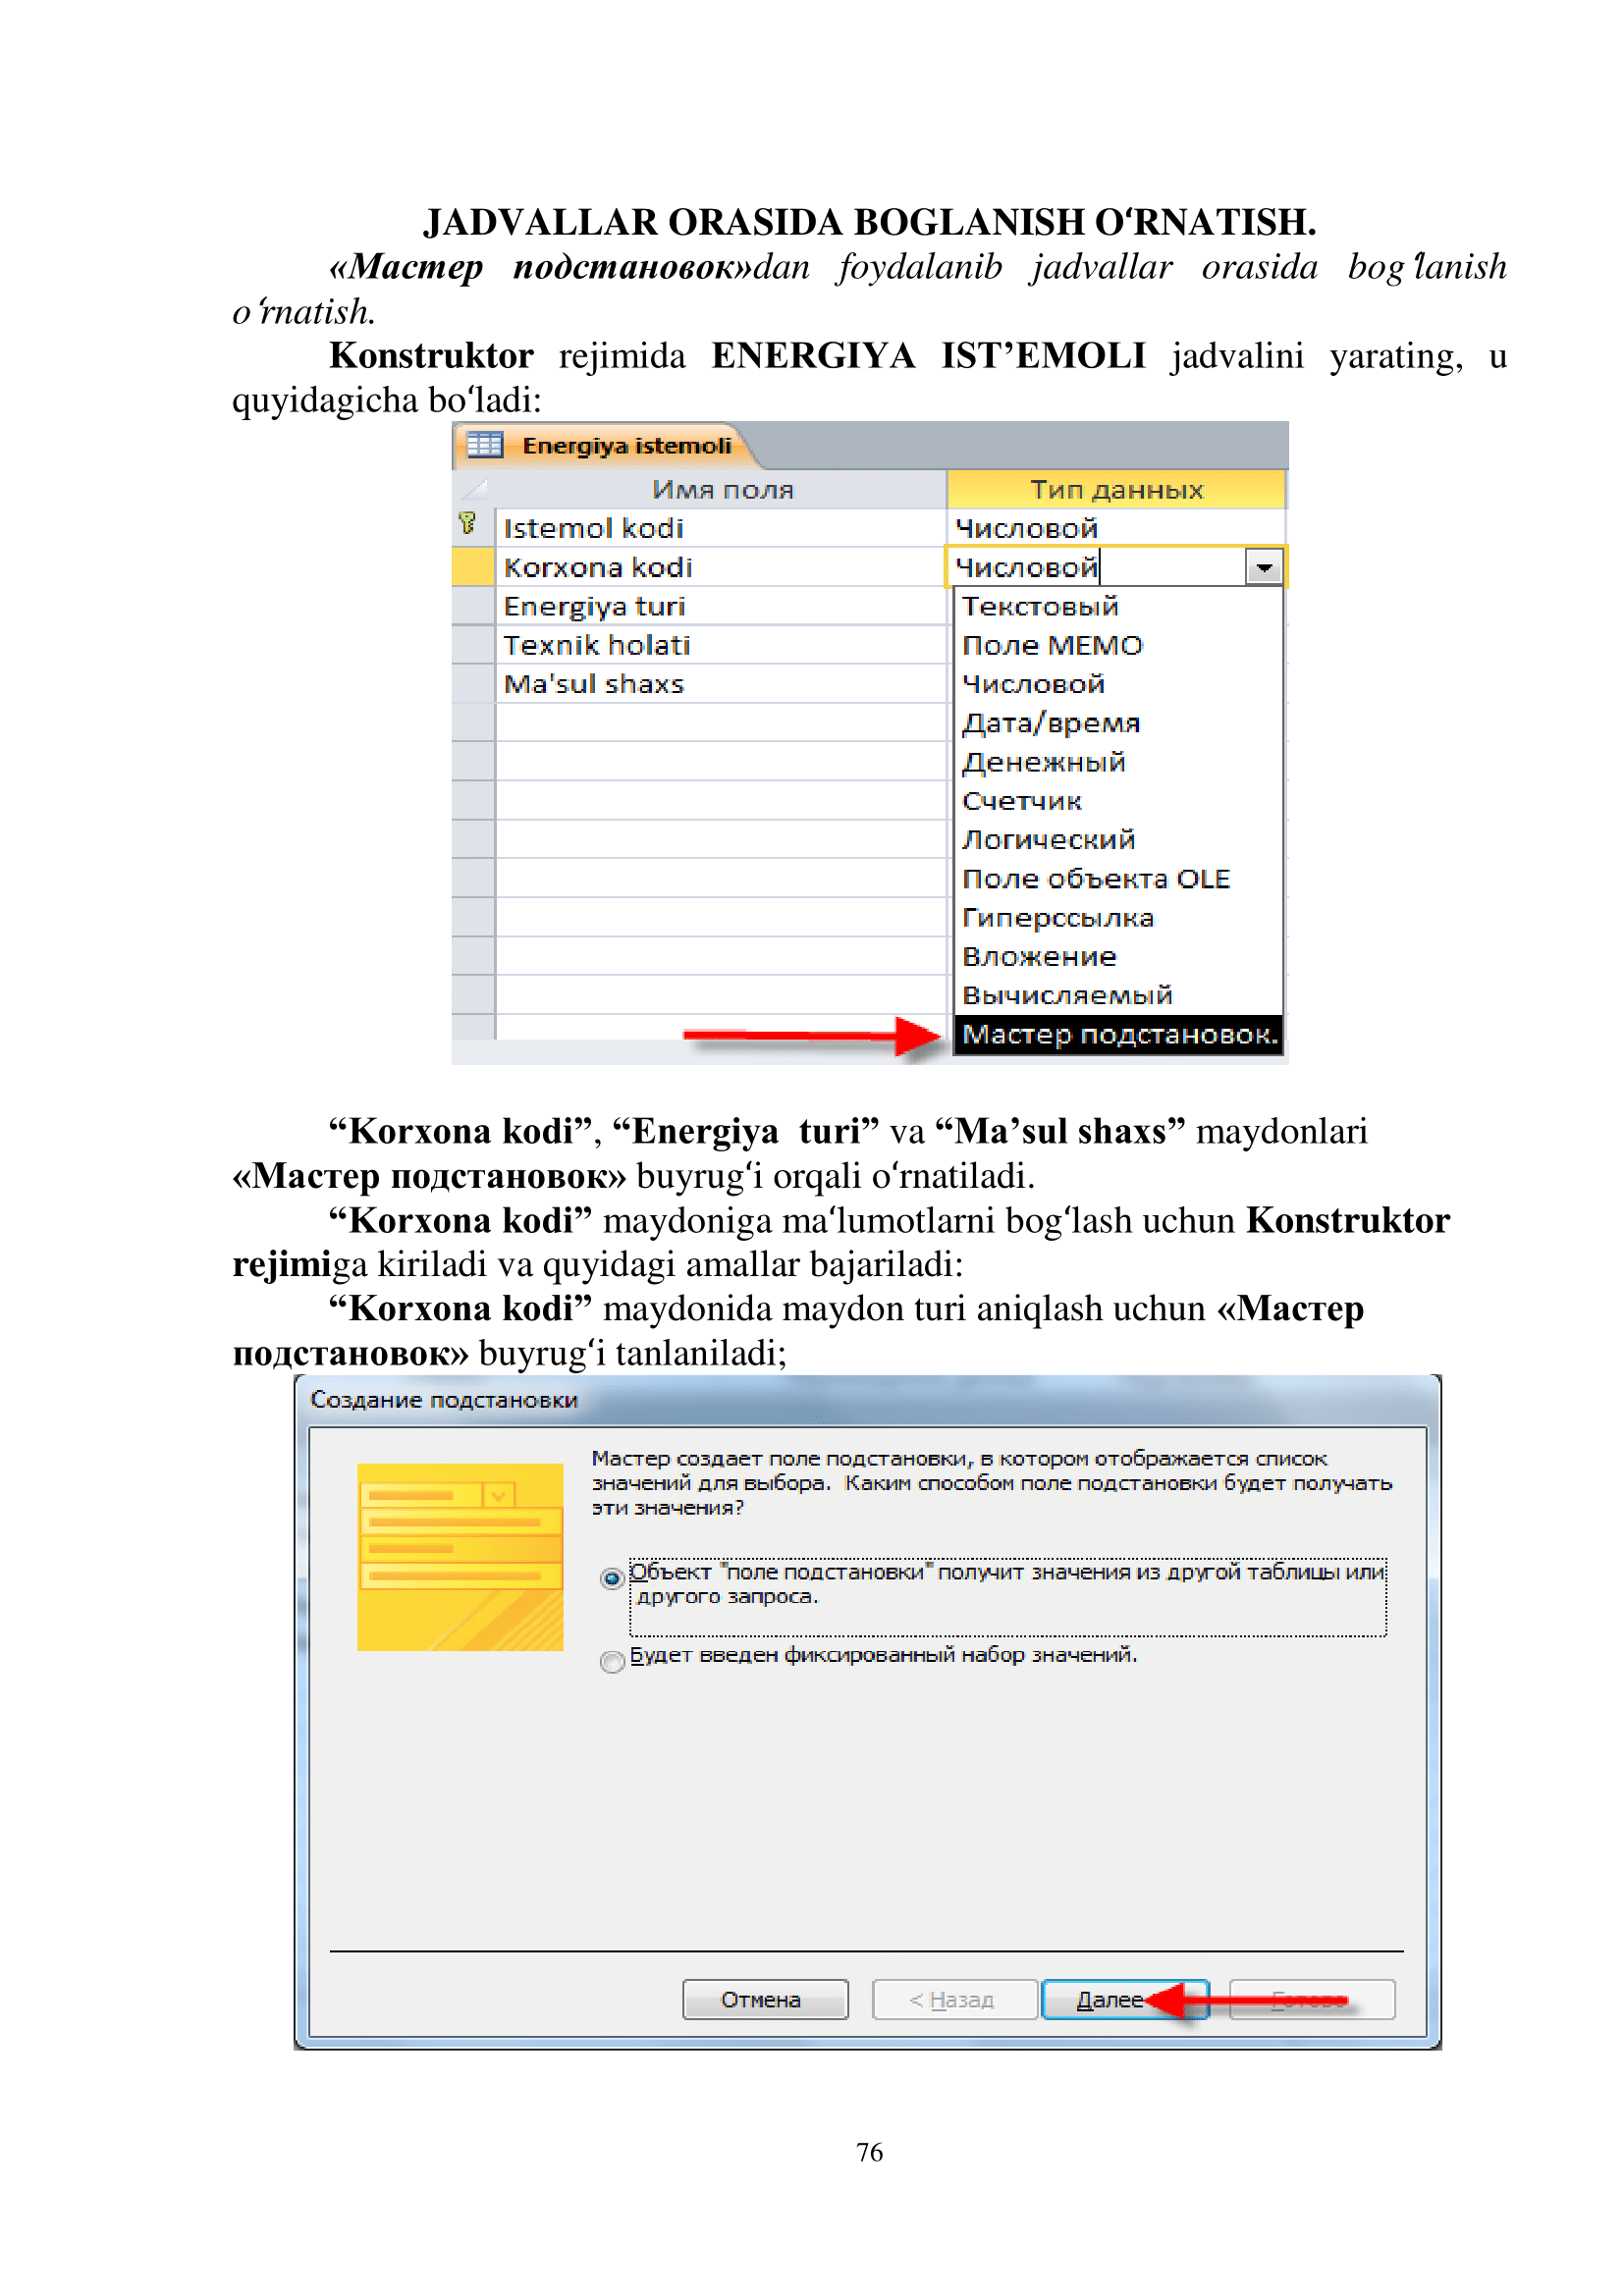 JADVALLAR ORASIDA BOGLANISH O‘RNATISH.
«Мастер подстановок»dan foydalanib jadvallar orasida bog‘lanish
o‘rnatish.
Konstruktor rejimida ENERGIYA IST’EMOLI jadvalini yarating, u
quyidagicha bo‘ladi:
Energiya istemoli
Имя поля Тип данных
Istemol kodi Числовой
Korxona kodi Числовой
Energiya turi Текстовый
Texnik holati Поле МЕМО
Ma'sul shaxs Числовой
Дата/время
Денежный
Счетчик
Логический
Поле объекта OLE
Гиперссылка
Вложение
Вычисляемый
Мастер подстановок.
“Korxona kodi”, “Energiya turi” va “Ma’sul shaxs” maydonlari
«Мастер подстановок» buyrug‘i orqali o‘rnatiladi.
“Korxona kodi” maydoniga ma‘lumotlarni bog‘lash uchun Konstruktor
rejimiga kiriladi va quyidagi amallar bajariladi:
“Korxona kodi” maydonida maydon turi aniqlash uchun «Мастер
подстановок» buyrug‘i tanlaniladi;
Создание подстановки
Мастер создает поле подстановки, в котором отображается список
значений для выбора. Каким способом поле подстановки будет получать
эти значения?
Объект "поле подстановки" получит значения из другой таблицы или
другого запроса.
Будет введен фиксированный набор значений.
Отмена < Назад Далее
76